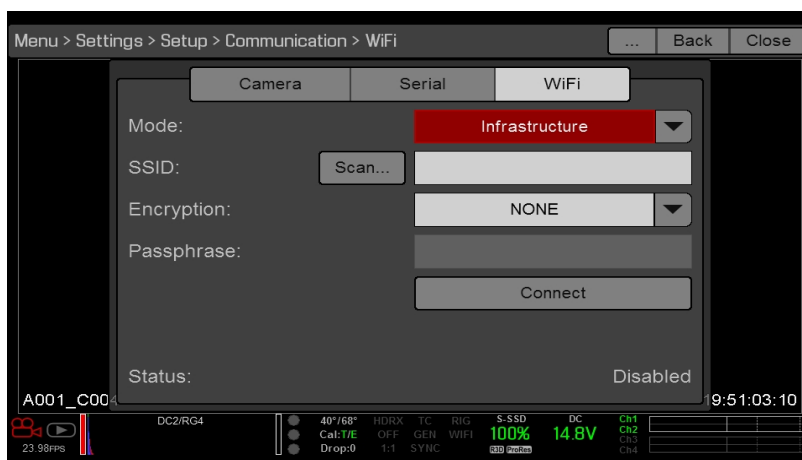 Menu > Settings > Setup > Communication > WiFi ... Back Close
Camera Serial WiFi
Mode: Infrastructure
SSID: Scan...
Encryption: NONE
Passphrase:
Connect
Status: Disabled
A001_C004 9:51:03:10
DC2/RG4 40°/68° HDRX TC RIG S-SSD DC Ch1
Cal:T/E OFF GEN WIFI 100% 14.8V Ch2
23.98FPS Drop:0 1:1 SYNC R3D ProRes Ch3
Ch4